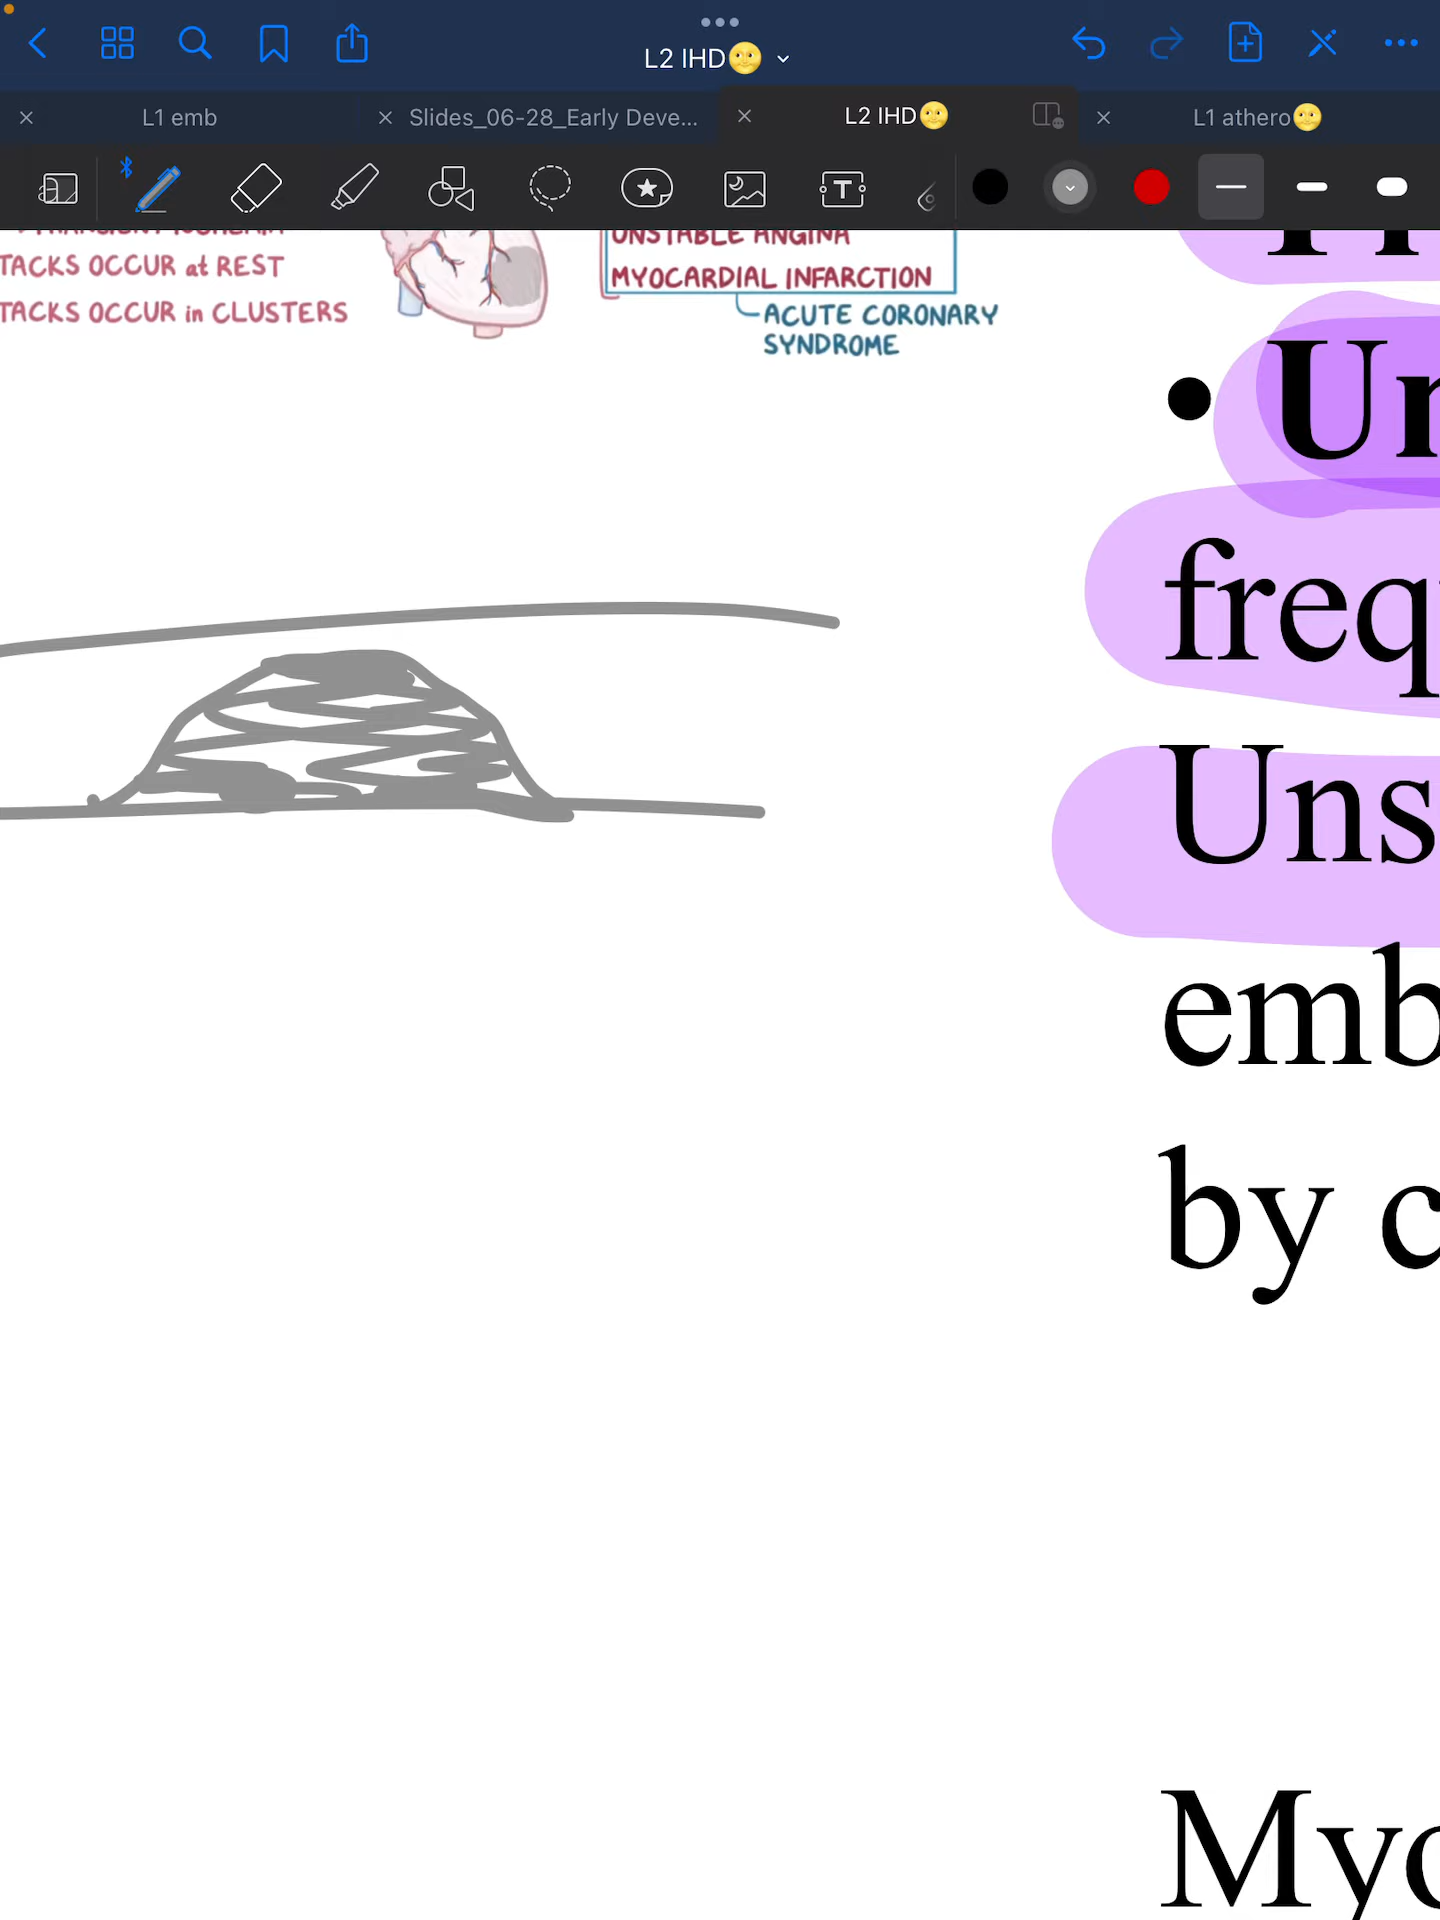 L2 IHD🌝
L1 emb
Slides_06-28_Early Deve...
L2 IHD🌝
L1 athero🌝
TACKS OCCUR at REST
TACKS OCCUR in CLUSTERS
UNSTABLE ANGINA
MYOCARDIAL INFARCTION
ACUTE CORONARY
SYNDROME
• Un
freq
Uns
emb
by c
Myo